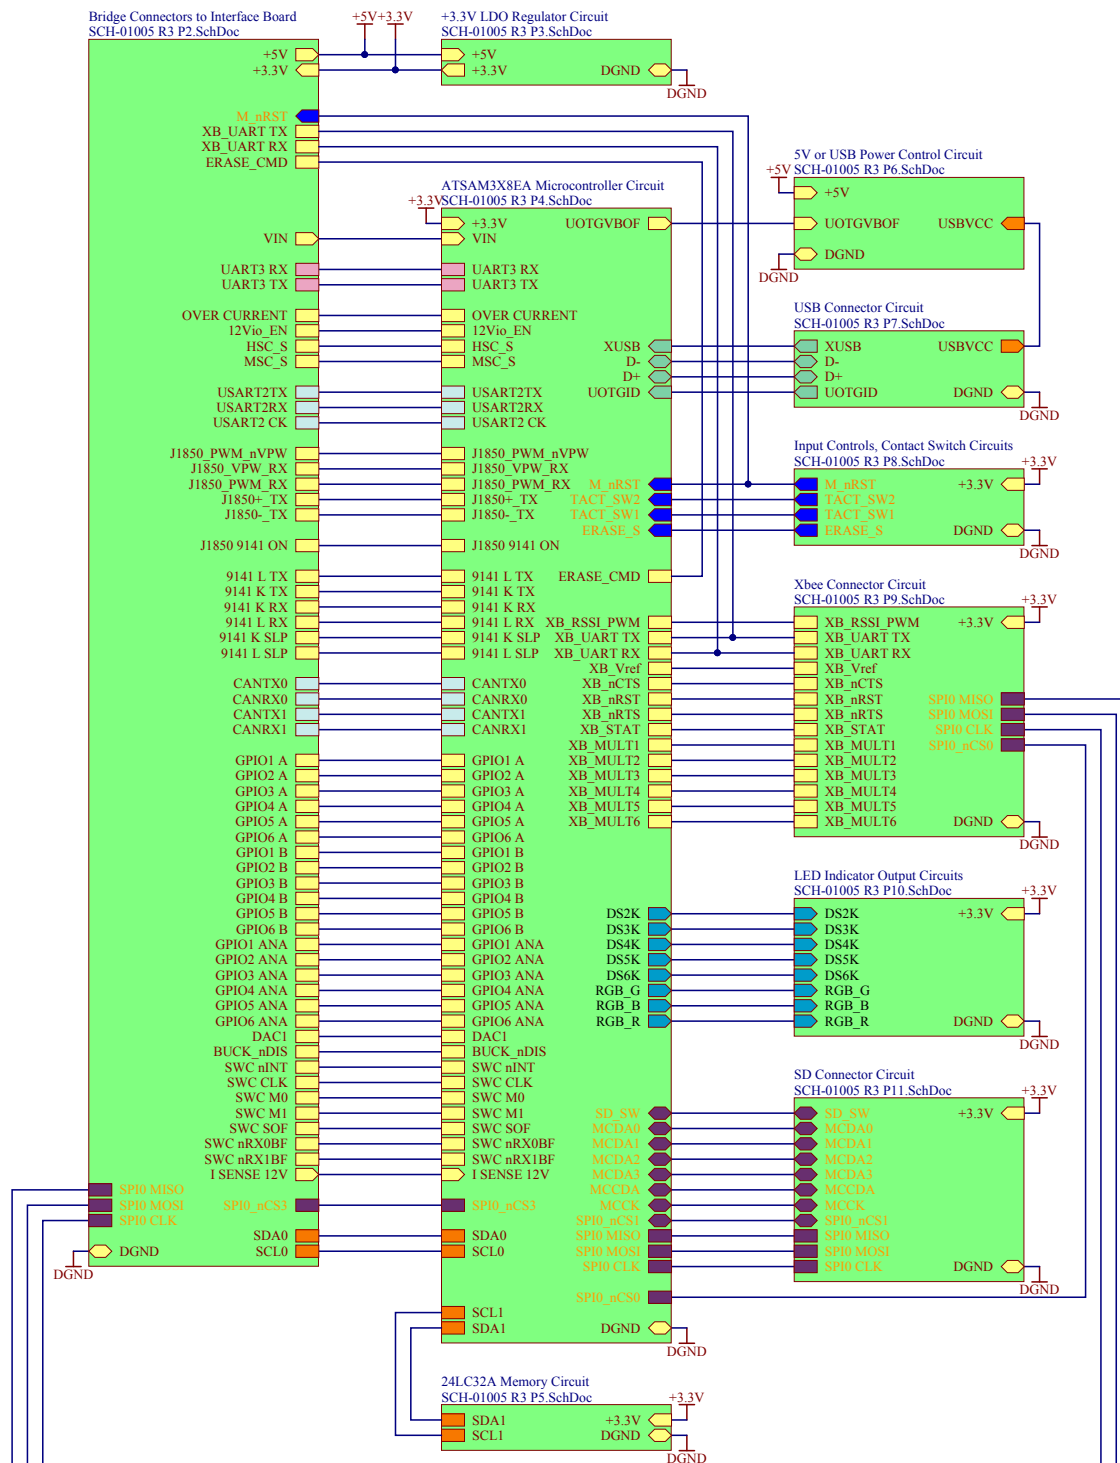 Bridge Connectors to Interface Board
SCH-01005 R3 P2.SchDoc
+5V
+3.3V
M_nRST
XB_UART TX
XB_UART RX
ERASE_CMD
VIN
UART3 RX
UART3 TX
OVER CURRENT
12Vio_EN
HSC_S
MSC_S
USART2TX
USART2RX
USART2 CK
J1850_PWM_nVPW
J1850_VPW_RX
J1850_PWM_RX
J1850+_TX
J1850-_TX
J1850 9141 ON
9141 L TX
9141 K TX
9141 K RX
9141 L RX
9141 K SLP
9141 L SLP
CANTX0
CANRX0
CANTX1
CANRX1
GPIO1 A
GPIO2 A
GPIO3 A
GPIO4 A
GPIO5 A
GPIO6 A
GPIO1 B
GPIO2 B
GPIO3 B
GPIO4 B
GPIO5 B
GPIO6 B
GPIO1 ANA
GPIO2 ANA
GPIO3 ANA
GPIO4 ANA
GPIO5 ANA
GPIO6 ANA
DAC1
BUCK_nDIS
SWC nINT
SWC CLK
SWC M0
SWC M1
SWC SOF
SWC nRX0BF
SWC nRX1BF
I SENSE 12V
SPI0 MISO
SPI0 MOSI
SPI0 CLK
SPI0_nCS3
SDA0
SCL0
DGND
DGND
+5V
+3.3V
+3.3V LDO Regulator Circuit
SCH-01005 R3 P3.SchDoc
+5V
+3.3V
DGND
DGND
ATSAM3X8EA Microcontroller Circuit
SCH-01005 R3 P4.SchDoc
+3.3V
+3.3V
VIN
UART3 RX
UART3 TX
OVER CURRENT
12Vio_EN
HSC_S
MSC_S
USART2TX
USART2RX
USART2 CK
J1850_PWM_nVPW
J1850_VPW_RX
J1850_PWM_RX
J1850+_TX
J1850-_TX
J1850 9141 ON
9141 L TX
9141 K TX
9141 K RX
9141 L RX
9141 K SLP
9141 L SLP
CANTX0
CANRX0
CANTX1
CANRX1
GPIO1 A
GPIO2 A
GPIO3 A
GPIO4 A
GPIO5 A
GPIO6 A
GPIO1 B
GPIO2 B
GPIO3 B
GPIO4 B
GPIO5 B
GPIO6 B
GPIO1 ANA
GPIO2 ANA
GPIO3 ANA
GPIO4 ANA
GPIO5 ANA
GPIO6 ANA
DAC1
BUCK_nDIS
SWC nINT
SWC CLK
SWC M0
SWC M1
SWC SOF
SWC nRX0BF
SWC nRX1BF
I SENSE 12V
SPI0_nCS3
SDA0
SCL0
SCL1
SDA1
UOTGVBOF
XUSB
D-
D+
UOTGID
M_nRST
TACT_SW2
TACT_SW1
ERASE_S
ERASE_CMD
XB_RSSI_PWM
XB_UART TX
XB_UART RX
XB_Vref
XB_nCTS
XB_nRST
XB_nRTS
XB_STAT
XB_MULT1
XB_MULT2
XB_MULT3
XB_MULT4
XB_MULT5
XB_MULT6
DS2K
DS3K
DS4K
DS5K
DS6K
RGB_G
RGB_B
RGB_R
SD_SW
MCDA0
MCDA1
MCDA2
MCDA3
MCCDA
MCCK
SPI0_nCS1
SPI0 MISO
SPI0 MOSI
SPI0 CLK
SPI0_nCS0
DGND
DGND
24LC32A Memory Circuit
SCH-01005 R3 P5.SchDoc
+3.3V
SDA1
SCL1
+3.3V
DGND
DGND
5V or USB Power Control Circuit
SCH-01005 R3 P6.SchDoc
+5V
+5V
UOTGVBOF
USBVCC
DGND
DGND
USB Connector Circuit
SCH-01005 R3 P7.SchDoc
XUSB
D-
D+
UOTGID
USBVCC
DGND
DGND
Input Controls, Contact Switch Circuits
SCH-01005 R3 P8.SchDoc
+3.3V
M_nRST
TACT_SW2
TACT_SW1
ERASE_S
+3.3V
DGND
DGND
Xbee Connector Circuit
SCH-01005 R3 P9.SchDoc
+3.3V
XB_RSSI_PWM
XB_UART TX
XB_UART RX
XB_Vref
XB_nCTS
XB_nRST
XB_nRTS
XB_STAT
XB_MULT1
XB_MULT2
XB_MULT3
XB_MULT4
XB_MULT5
XB_MULT6
+3.3V
SPI0 MISO
SPI0 MOSI
SPI0 CLK
SPI0_nCS0
DGND
DGND
LED Indicator Output Circuits
SCH-01005 R3 P10.SchDoc
+3.3V
DS2K
DS3K
DS4K
DS5K
DS6K
RGB_G
RGB_B
RGB_R
+3.3V
DGND
DGND
SD Connector Circuit
SCH-01005 R3 P11.SchDoc
+3.3V
SD_SW
MCDA0
MCDA1
MCDA2
MCDA3
MCCDA
MCCK
SPI0_nCS1
SPI0 MISO
SPI0 MOSI
SPI0 CLK
+3.3V
DGND
DGND